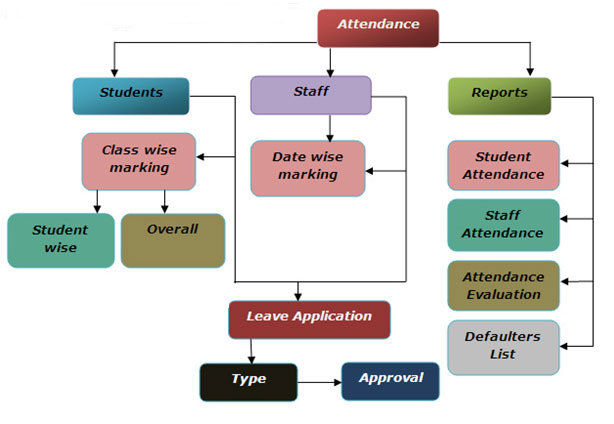 Attendance
Students
Staff
Reports
Class wise
marking
Date wise
marking
Student
Attendance
Student
wise
Overall
Staff
Attendance
Attendance
Evaluation
Leave Application
Defaulters
List
Type
Approval